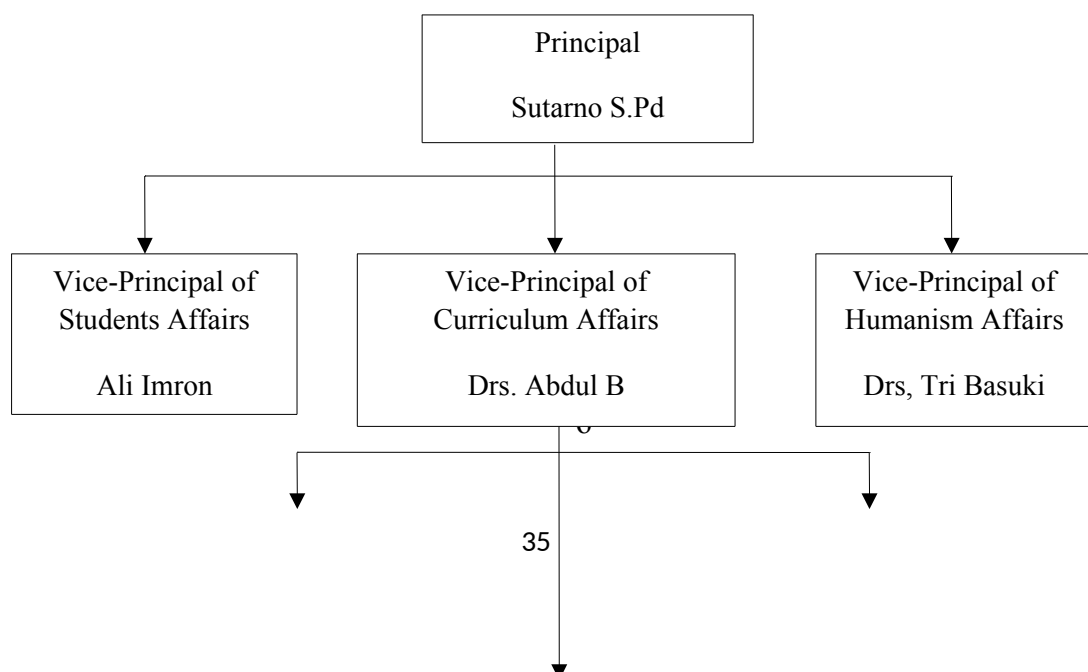 Principal
Sutarno S.Pd
Vice-Principal of
Students Affairs
Ali Imron
Vice-Principal of
Curriculum Affairs
Drs. Abdul B
Vice-Principal of
Humanism Affairs
Drs, Tri Basuki
35